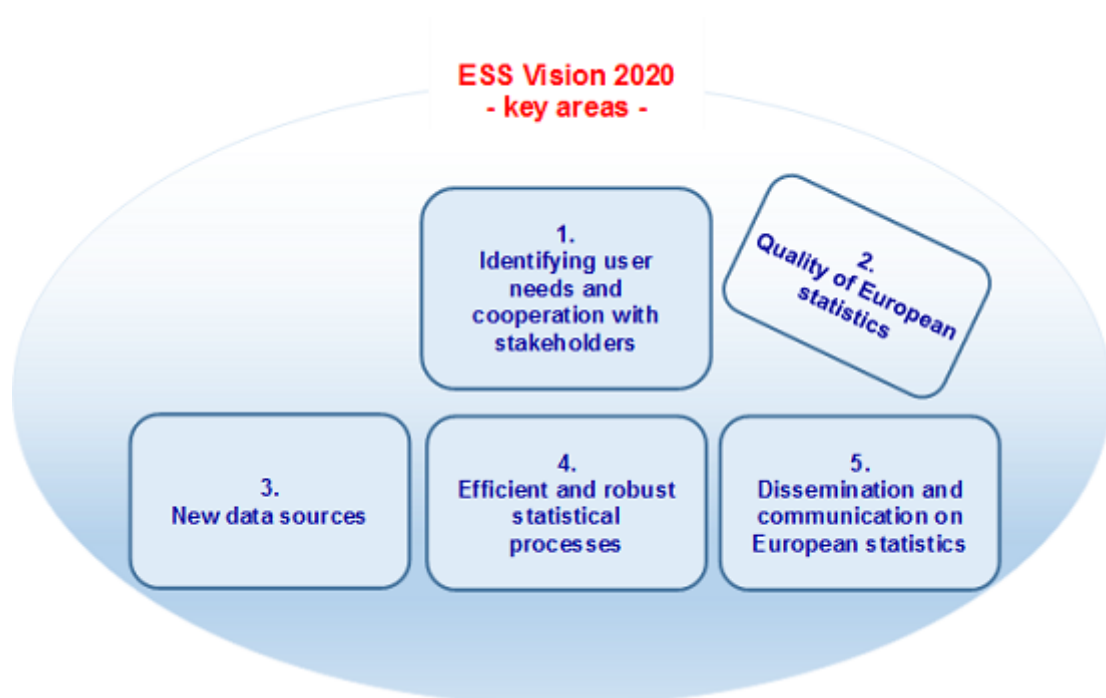 ESS Vision 2020
- key areas -
1.
Identifying user
needs and
cooperation with
stakeholders
2.
Quality of European
statistics
3.
New data sources
4.
Efficient and robust
statistical
processes
5.
Dissemination and
communication on
European statistics